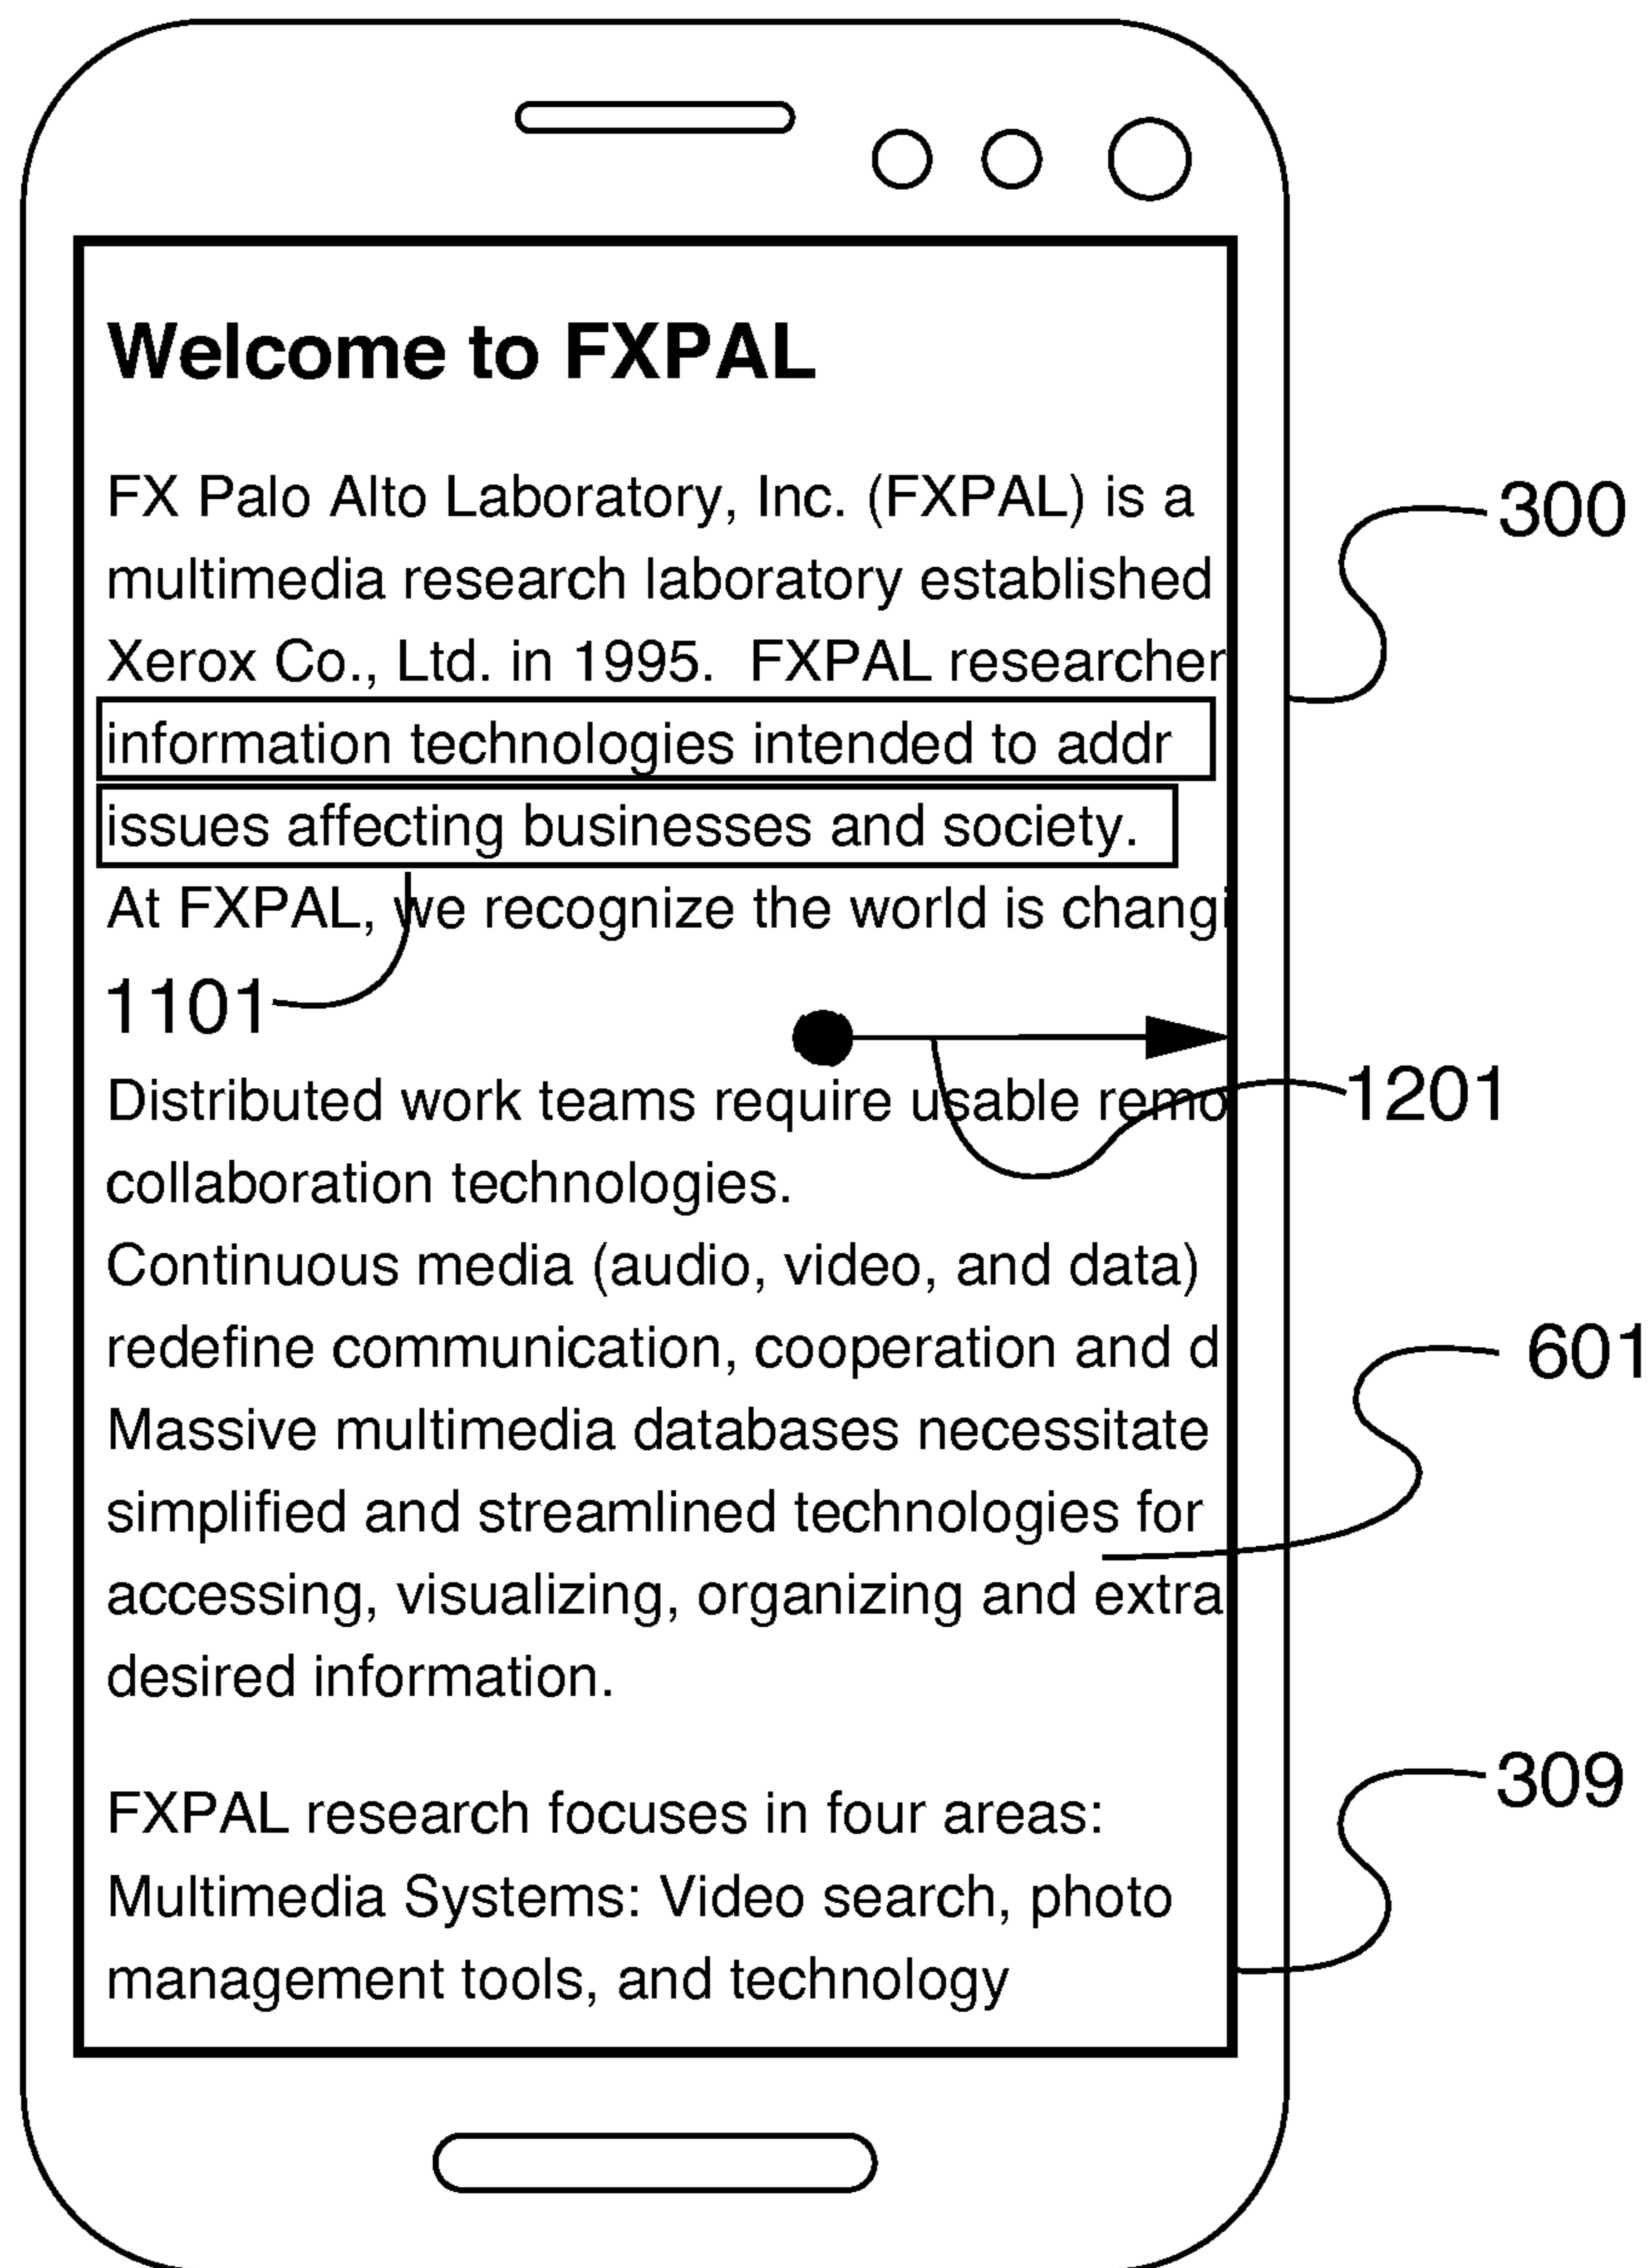 Welcome to FXPAL
FX Palo Alto Laboratory, Inc. (FXPAL) is a
multimedia research laboratory established
Xerox Co., Ltd. in 1995. FXPAL researcher
information technologies intended to addr
issues affecting businesses and society.
At FXPAL, we recognize the world is changi
Distributed work teams require usable remo
collaboration technologies.
Continuous media (audio, video, and data)
redefine communication, cooperation and d
Massive multimedia databases necessitate
simplified and streamlined technologies for
accessing, visualizing, organizing and extra
desired information.
FXPAL research focuses in four areas:
Multimedia Systems: Video search, photo
management tools, and technology
300
1101
1201
601
309